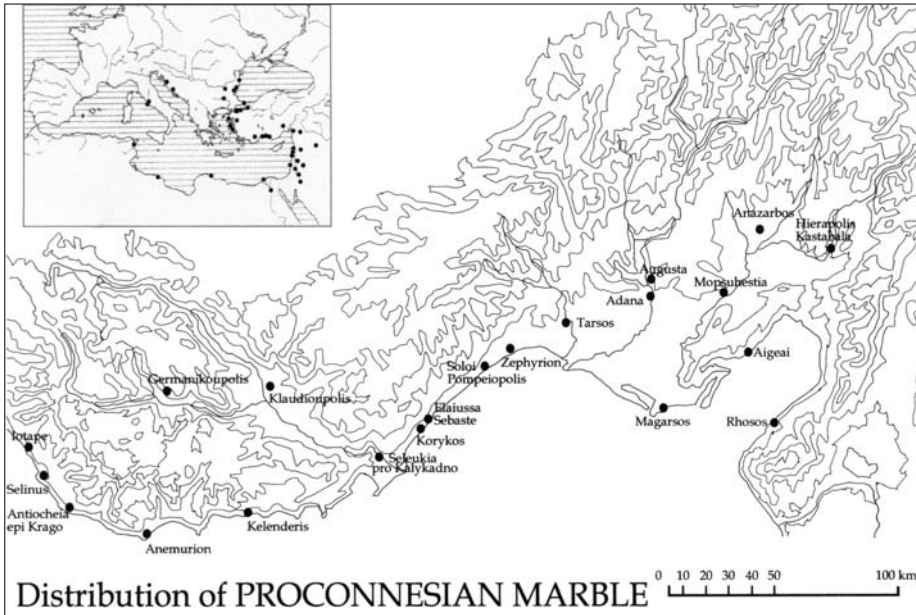 Anazarbos
Hierapolis
Kastabala
Augusta
Adana
Mopsuhestia
Tarsos
Aigeai
Zephyrion
Soloi
Pompeiopolis
Germanikoupolis
Klaudioupolis
Elaiussa
Sebaste
Korykos
Magarsos
Rhosos
Iotape
Seleukia
pro Kalykadno
Selinus
Antiocheia
epi Krago
Kelenderis
Anemurion
Distribution of PROCONNESIAN MARBLE
0 10 20 30 40 50 100 km